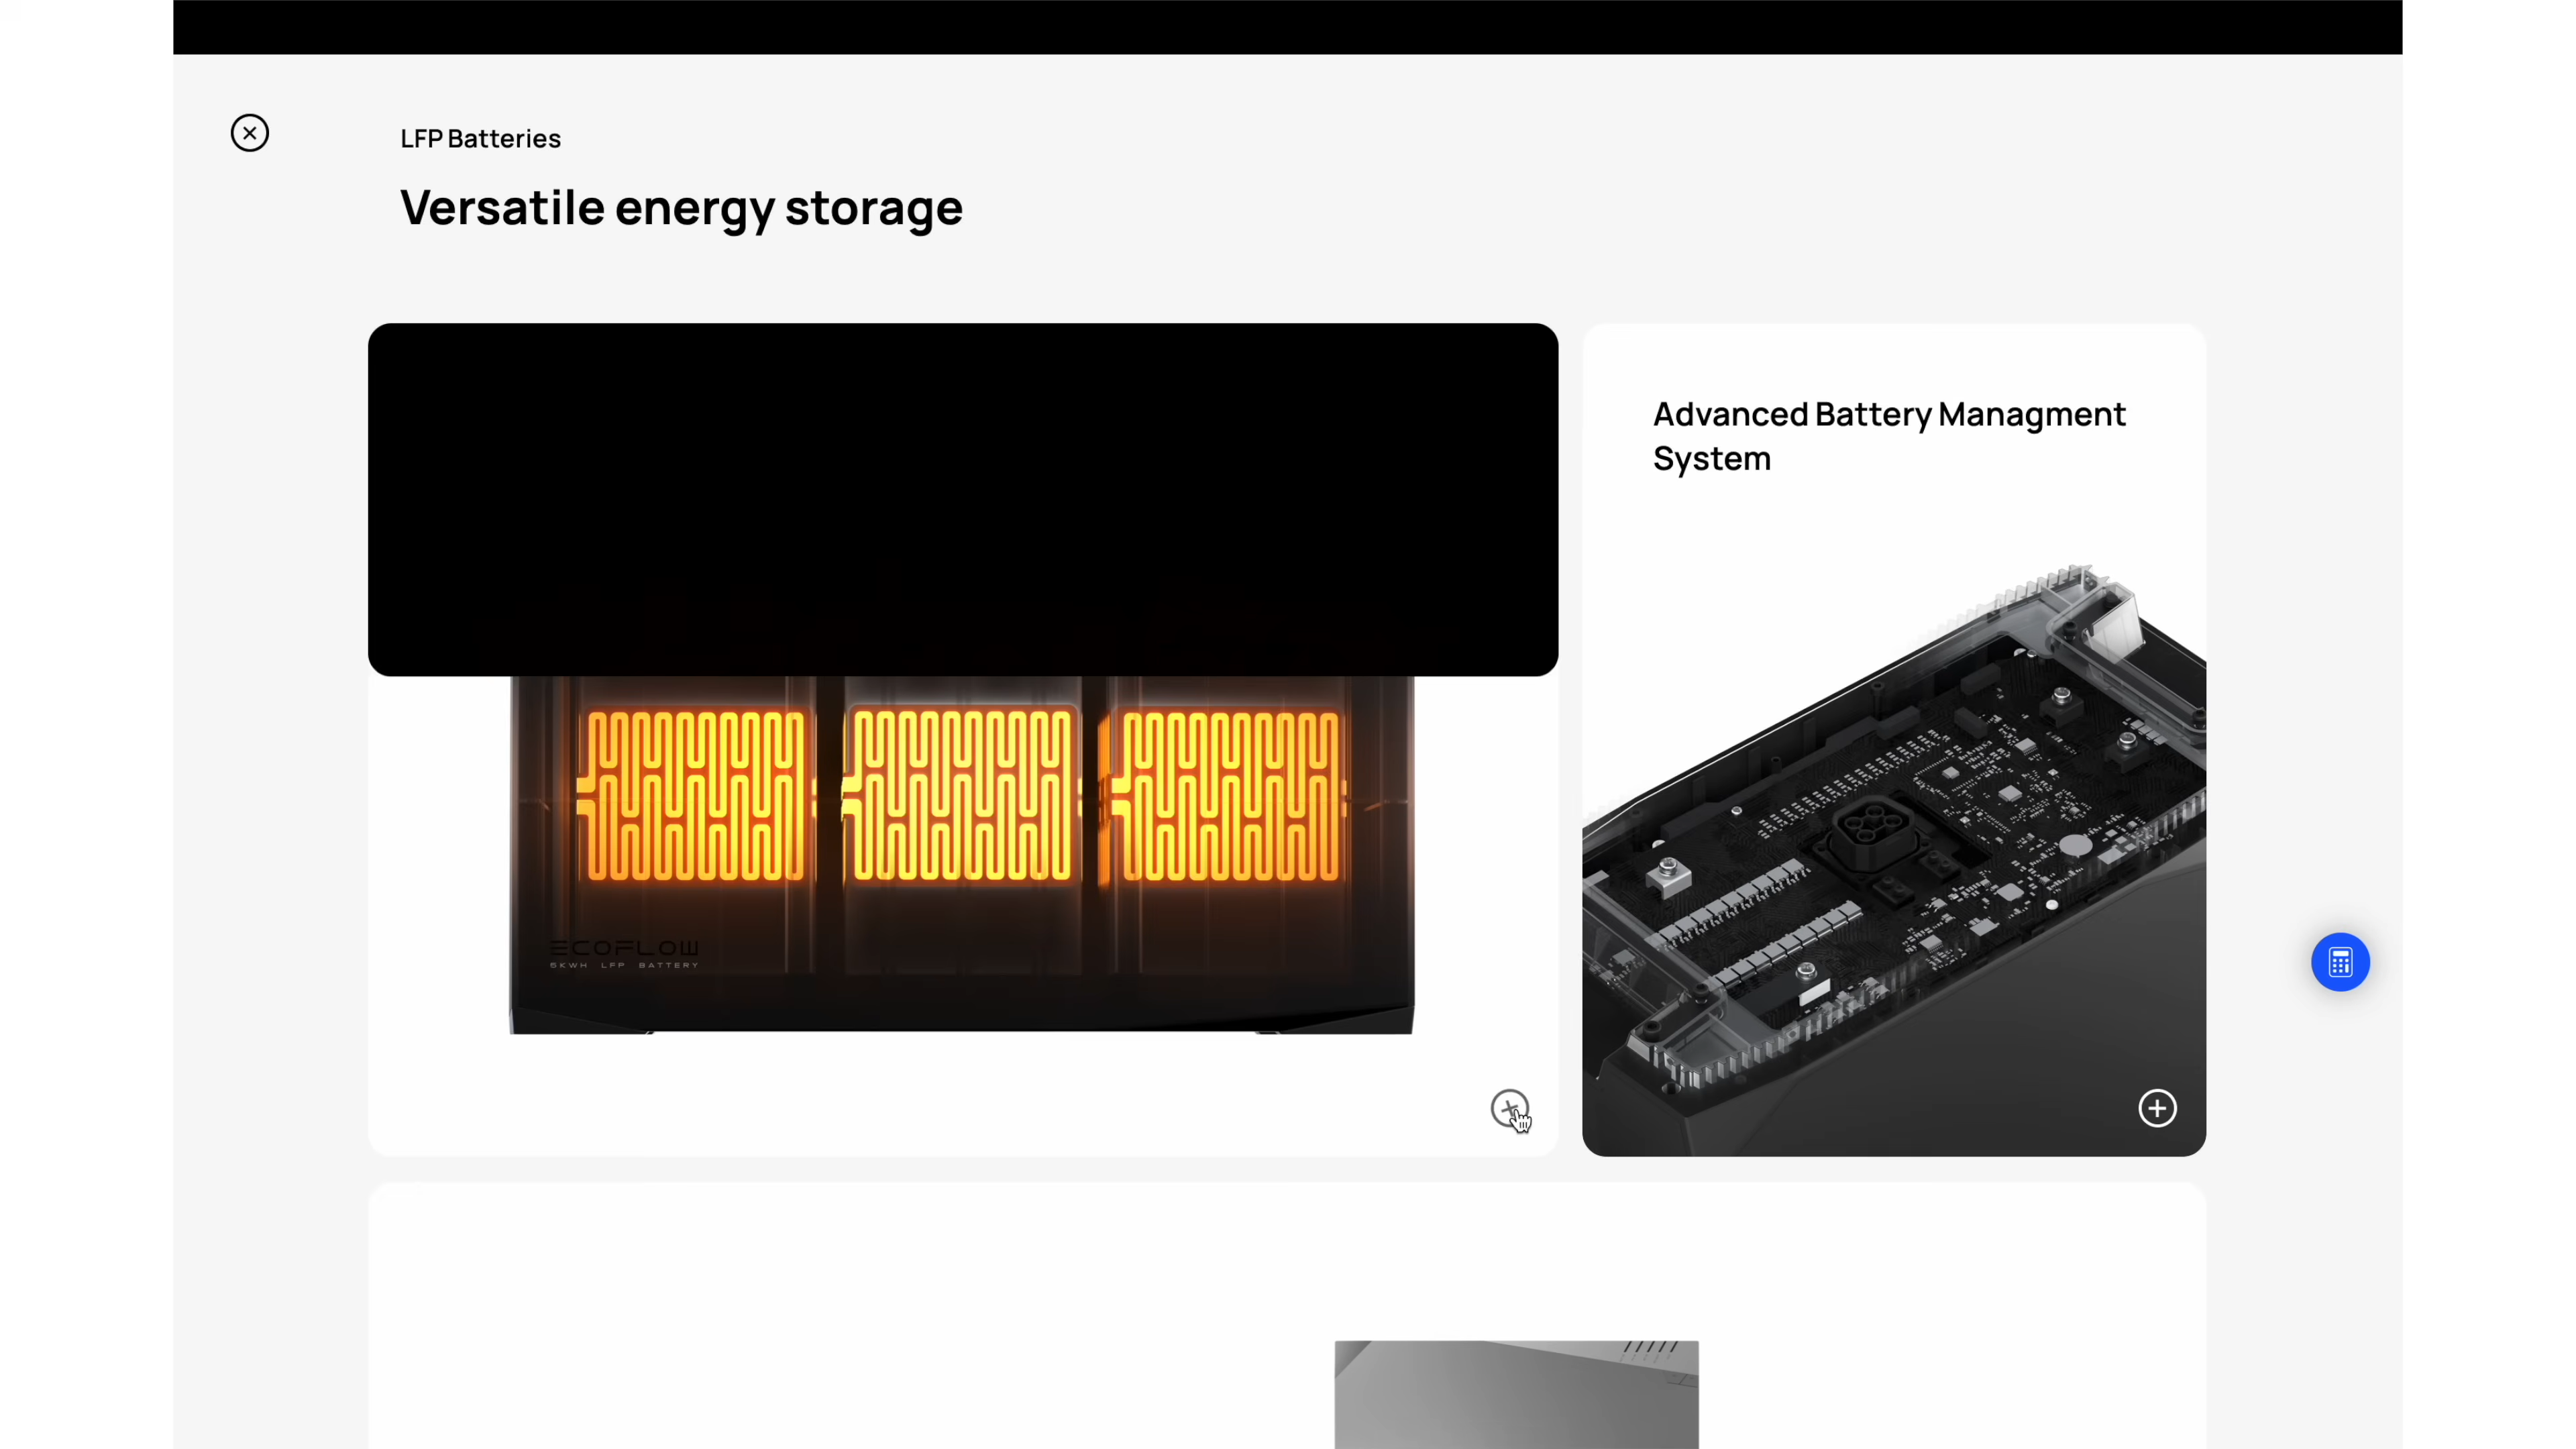 LFP Batteries
Versatile energy storage
Advanced Battery Managment
System
ECOFLOW
5KWH LFP BATTERY